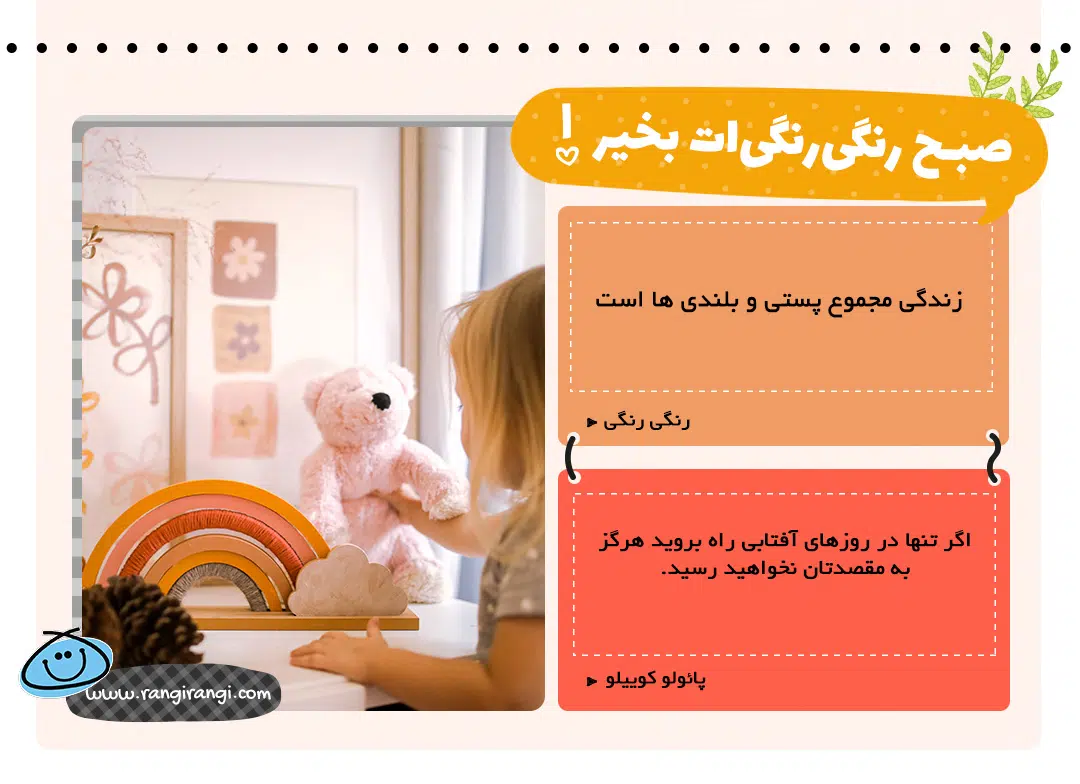 صبح رنگی‌رنگی‌ات بخیر !
زندگی مجموع پستی و بلندی ها است
رنگی رنگی
اگر تنها در روزهای آفتابی راه بروید هرگز
به مقصدتان نخواهید رسید.
پائولو کوییلو
www.rangirangi.com